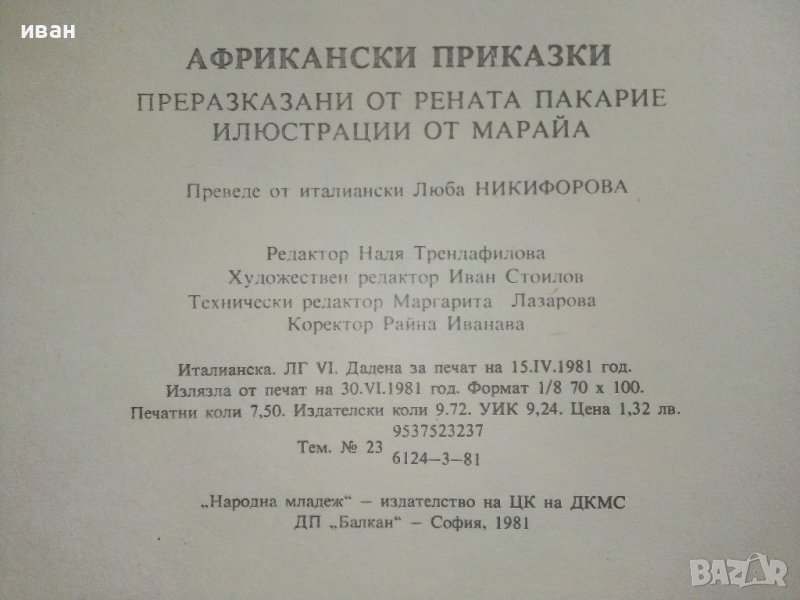 иван
АФРИКАНСКИ ПРИКАЗКИ
ПРЕРАЗКАЗАНИ ОТ РЕНАТА ПАКАРИЕ
ИЛЮСТРАЦИИ ОТ МАРАЙА
Преведе от италиански Люба НИКИФОРОВА
Редактор Надя Трендафилова
Художествен редактор Иван Стоилов
Технически редактор Маргарита Лазарова
Коректор Райна Иванава
Италианска. ЛГ VI. Дадена за печат на 15.IV.1981 год.
Излязла от печат на 30.VI.1981 год. Формат 1/8 70 x 100.
Печатни коли 7,50. Издателски коли 9.72. УИК 9,24. Цена 1,32 лв.
9537523237
Тем. № 23
6124—3—81
„Народна младеж“ — издателство на ЦК на ДКМС
ДП „Балкан“ — София, 1981
BAZAR